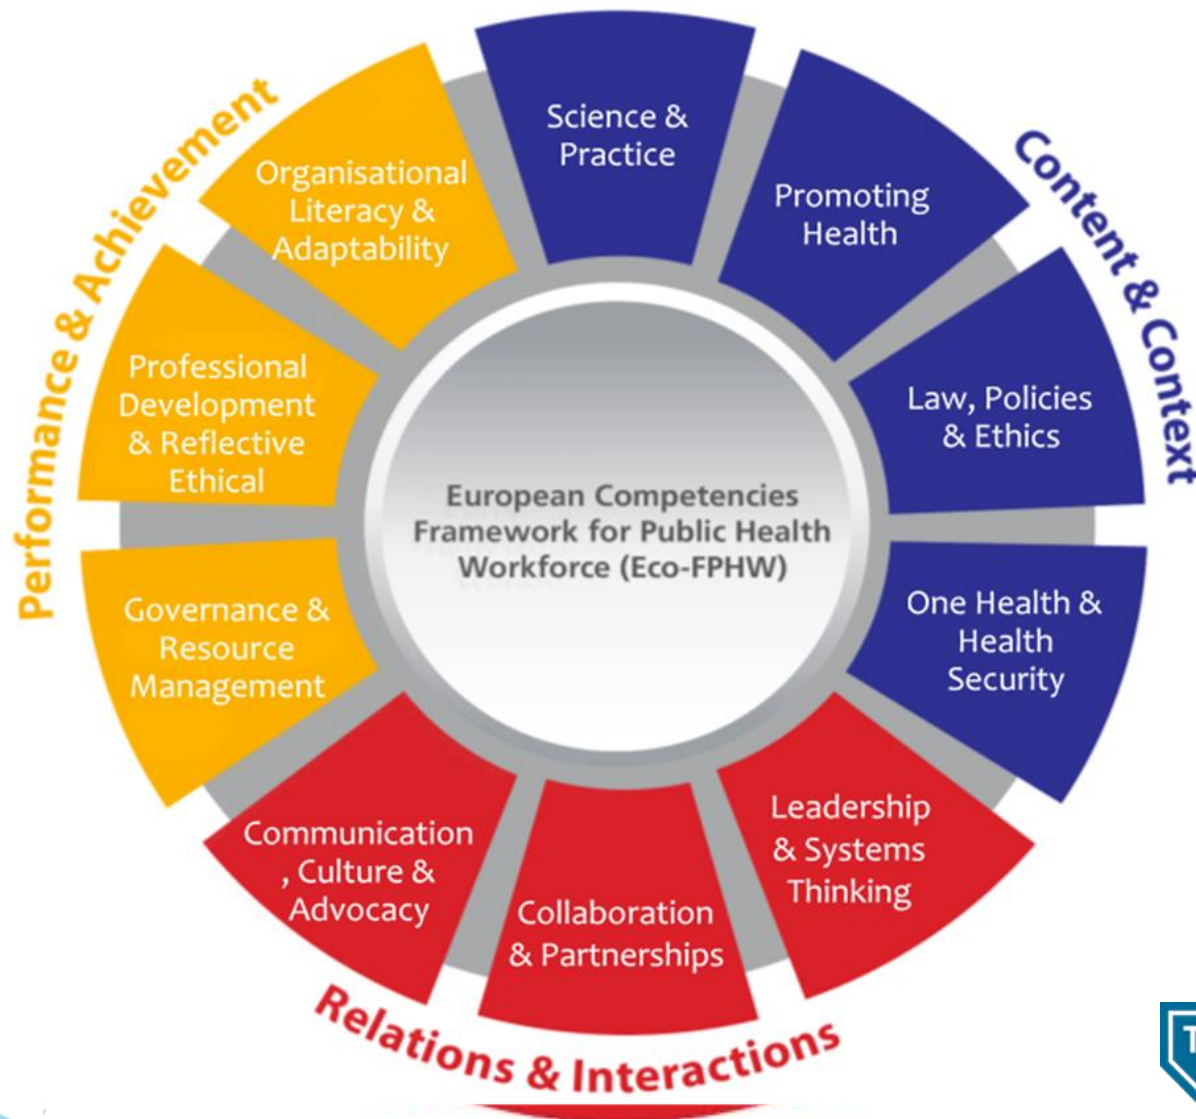 Science &
Practice
Promoting
Health
Content & Context
Law, Policies
& Ethics
One Health &
Health
Security
Leadership
& Systems
Thinking
Collaboration
& Partnerships
Communication
, Culture &
Advocacy
Relations & Interactions
Governance &
Resource
Management
Professional
Development
& Reflective
Ethical
Organisational
Literacy &
Adaptability
Performance & Achievement
European Competencies
Framework for Public Health
Workforce (Eco-FPHW)